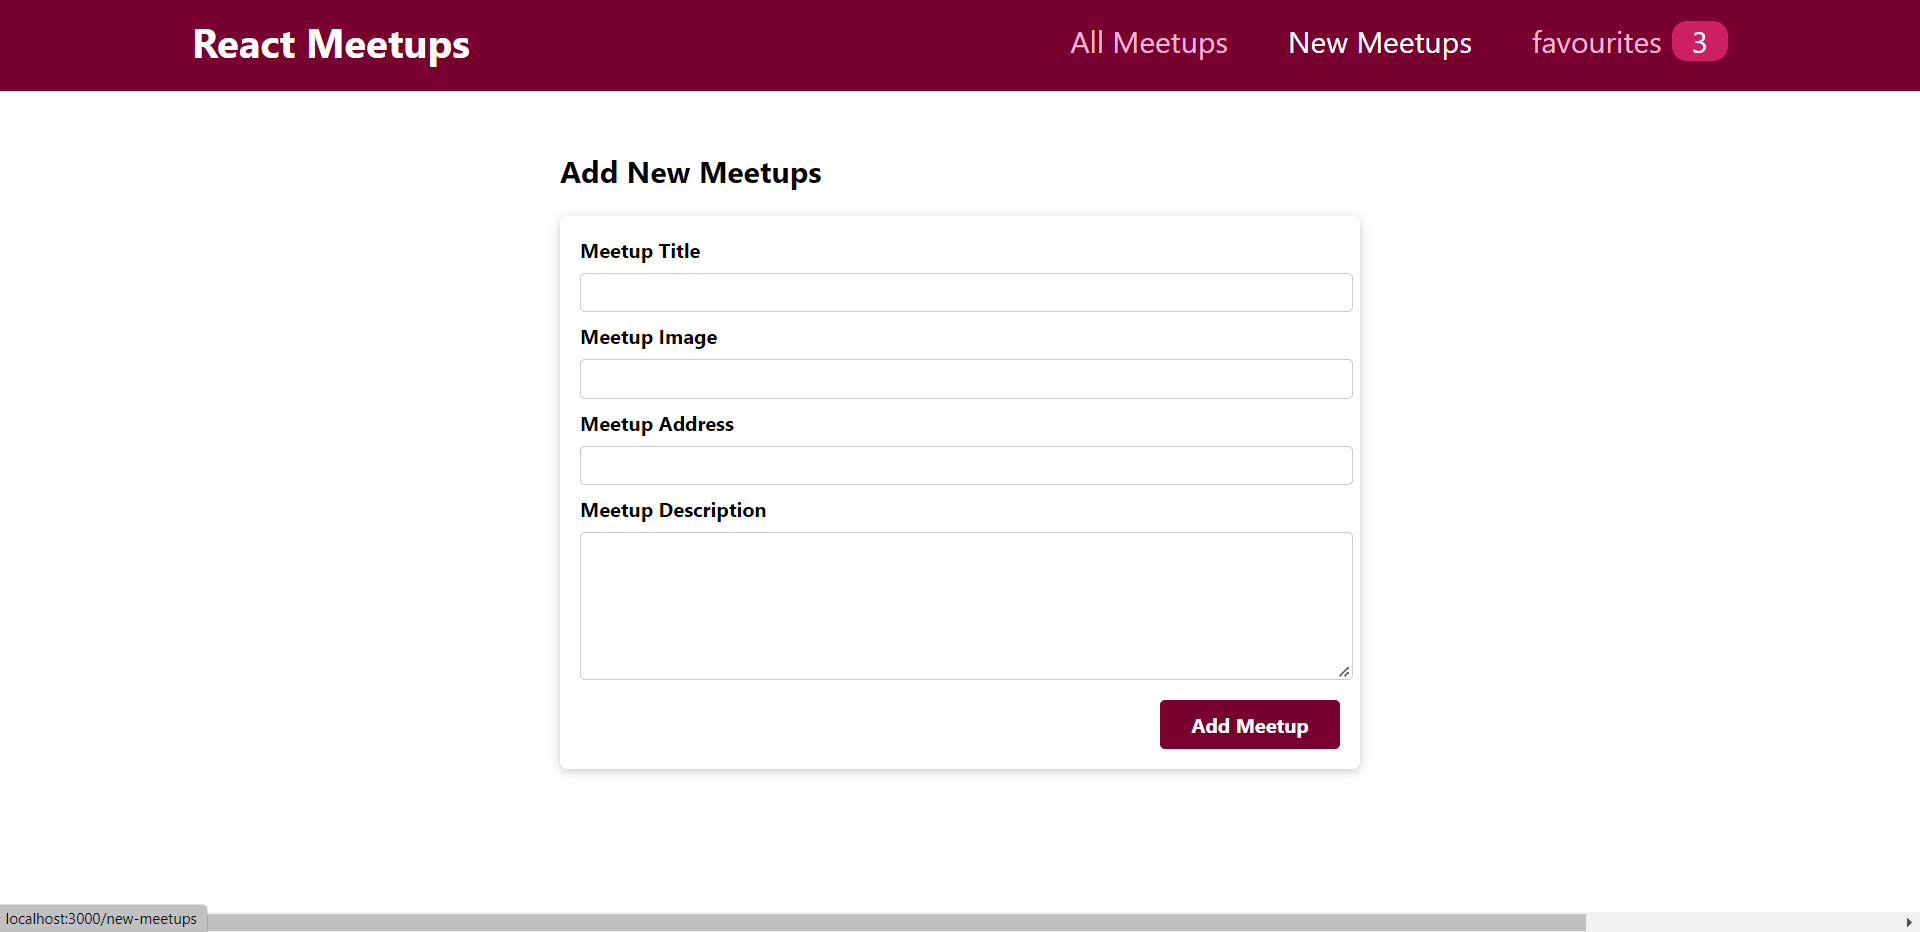 React Meetups
All Meetups New Meetups favourites 3
Add New Meetups
Meetup Title
Meetup Image
Meetup Address
Meetup Description
Add Meetup
localhost:3000/new-meetups